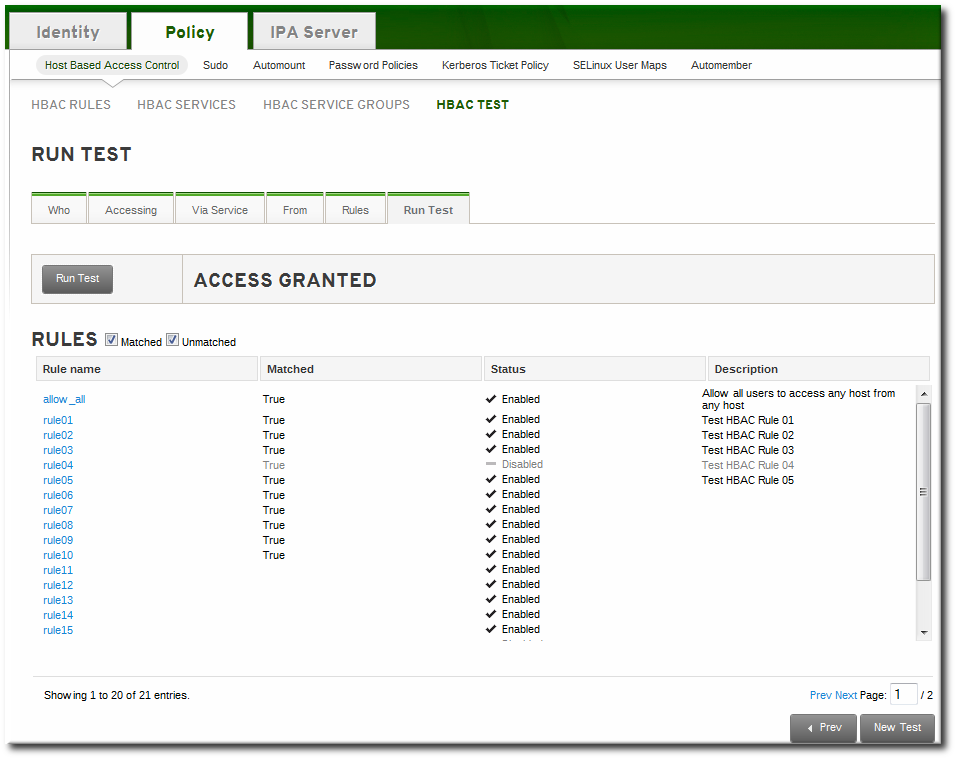 Identity Policy IPA Server
Host Based Access Control Sudo Automount Password Policies Kerberos Ticket Policy SELinux User Maps Automember
HBAC RULES HBAC SERVICES HBAC SERVICE GROUPS HBAC TEST
RUN TEST
Who Accessing Via Service From Rules Run Test
Run Test ACCESS GRANTED
RULES Matched Unmatched
Rule name Matched Status Description
allow_all True Enabled Allow all users to access any host from
any host
rule01 True Enabled Test HBAC Rule 01
rule02 True Enabled Test HBAC Rule 02
rule03 True Enabled Test HBAC Rule 03
rule04 True Disabled Test HBAC Rule 04
rule05 True Enabled Test HBAC Rule 05
rule06 True Enabled
rule07 True Enabled
rule08 True Enabled
rule09 True Enabled
rule10 True Enabled
rule11 Enabled
rule12 Enabled
rule13 Enabled
rule14 Enabled
rule15 Enabled
Showing 1 to 20 of 21 entries. Prev Next Page: 1 / 2
Prev New Test